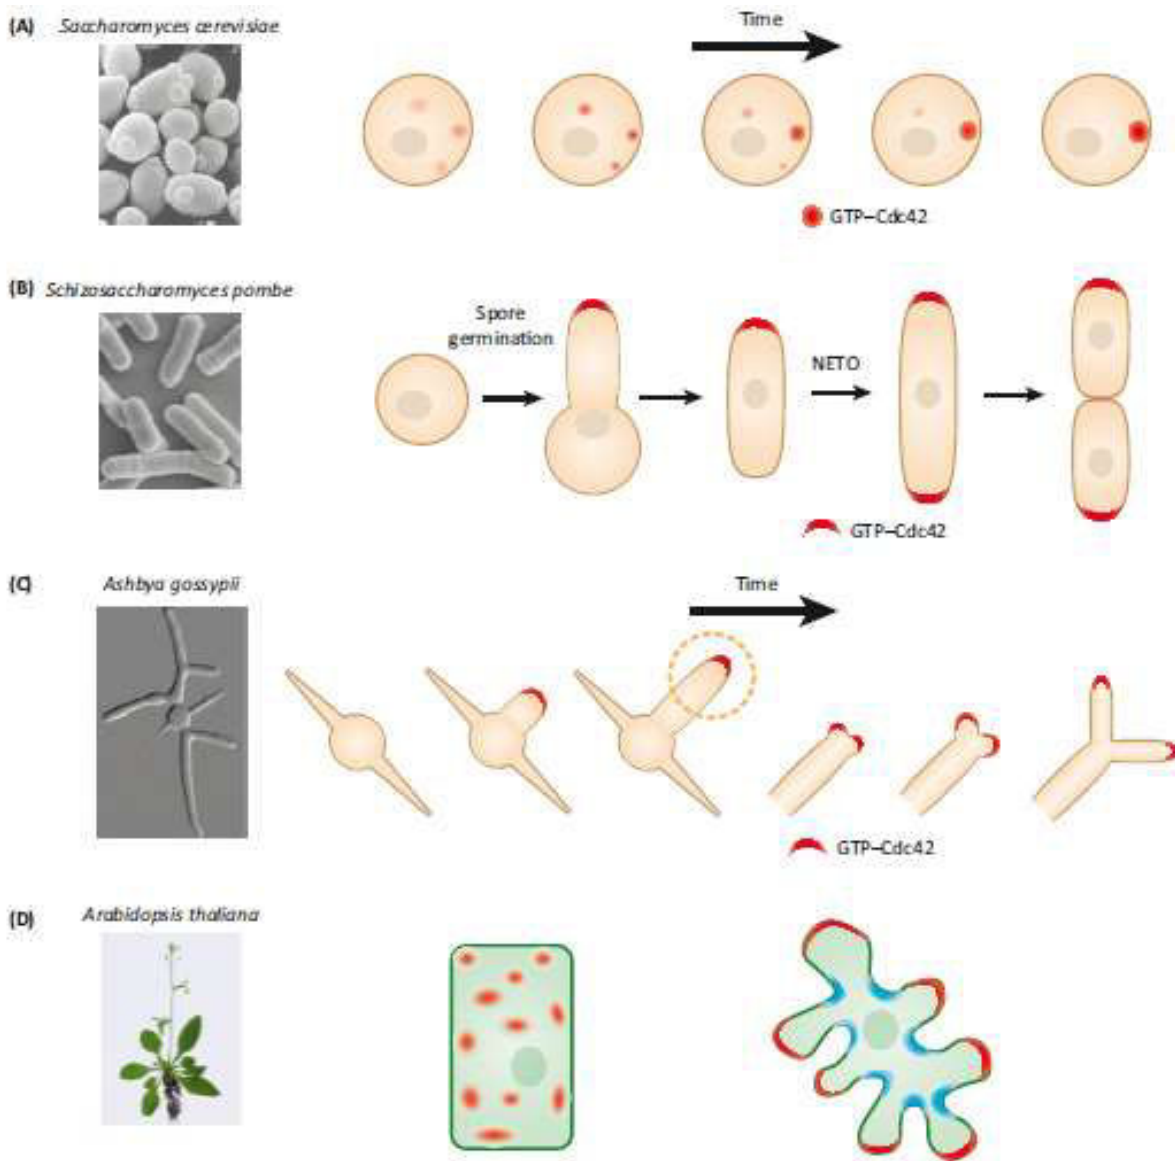 (A) Saccharomyces cerevisiae
Time
GTP–Cdc42
(B) Schizosaccharomyces pombe
Spore
germination
NETO
GTP–Cdc42
(C) Ashbya gossypii
Time
GTP–Cdc42
(D) Arabidopsis thaliana